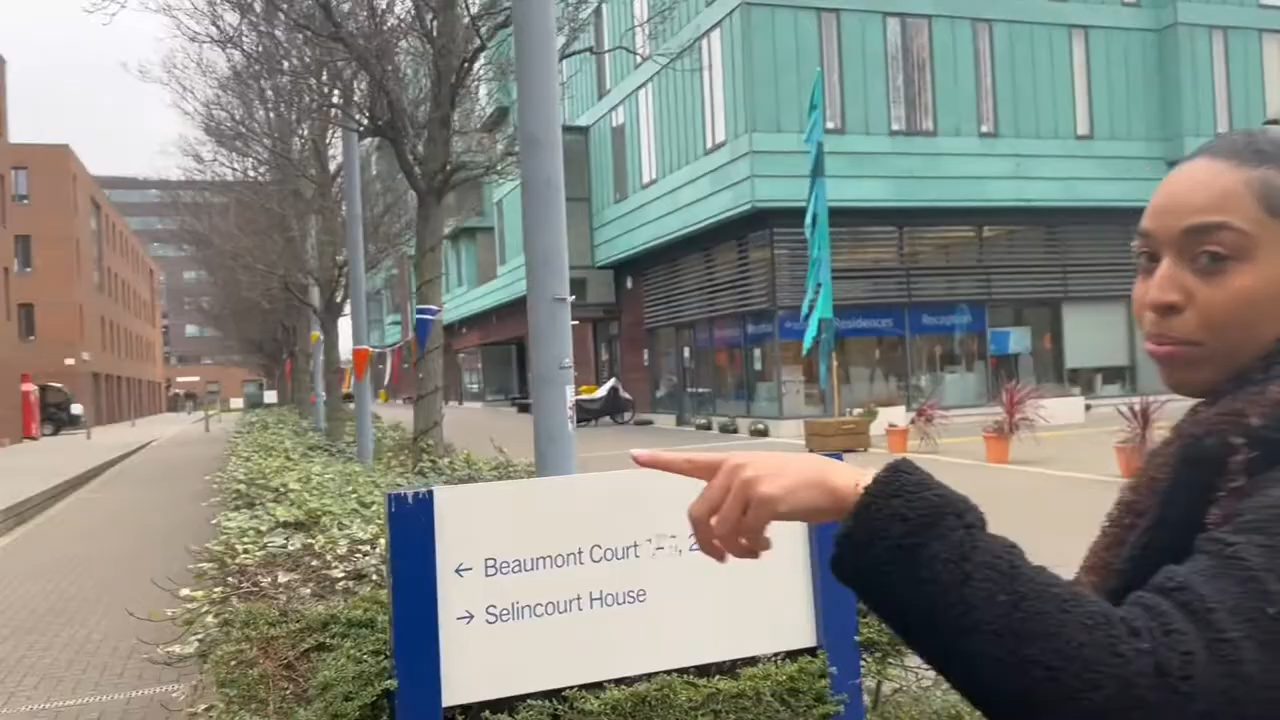 Residences
Reception
← Beaumont Court
→ Selincourt House